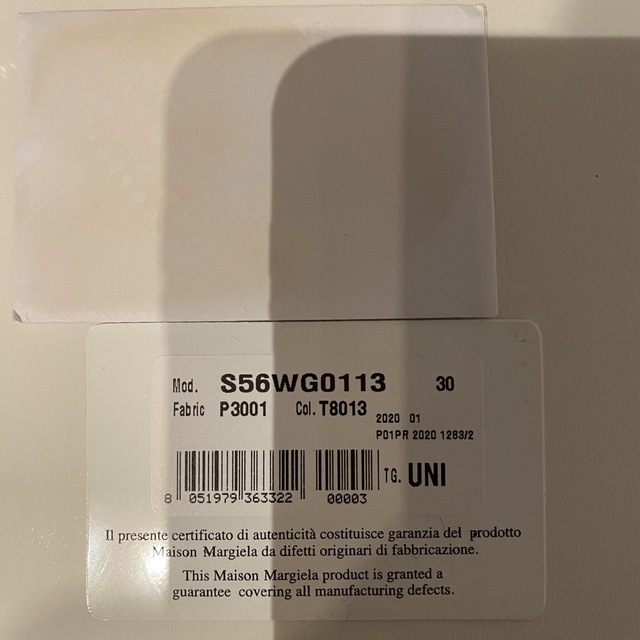 Mod. S56WG0113 30
Fabric P3001 Col. T8013
2020 01
P01PR 2020 1283/2
TG. UNI
8 051979 363322 00003
Il presente certificato di autenticità costituisce garanzia del prodotto
Maison Margiela da difetti originari di fabbricazione.
This Maison Margiela product is granted a
guarantee covering all manufacturing defects.